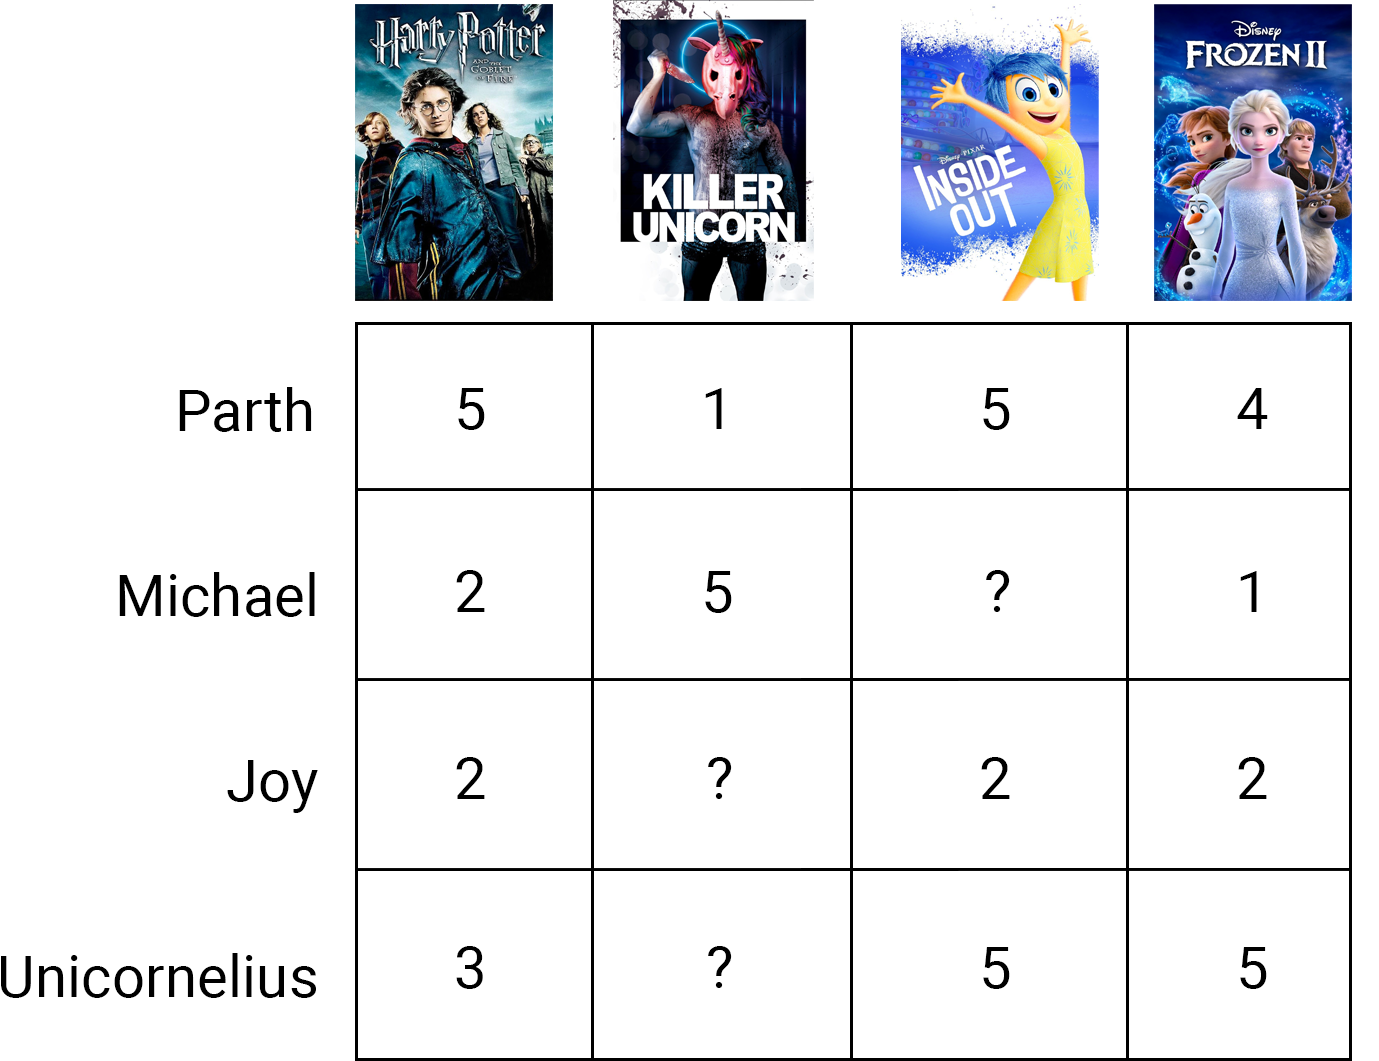 Harry Potter
AND THE
GOBLET
OF FIRE
KILLER
UNICORN
DISNEY PIXAR
INSIDE
OUT
Disney
FROZEN II
Parth 5 1 5 4
Michael 2 5 ? 1
Joy 2 ? 2 2
Unicornelius 3 ? 5 5